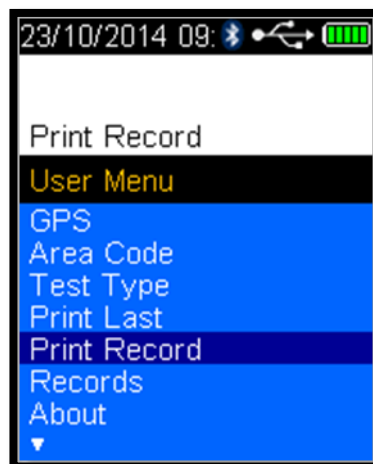 23/10/2014 09:
Print Record
User Menu
GPS
Area Code
Test Type
Print Last
Print Record
Records
About